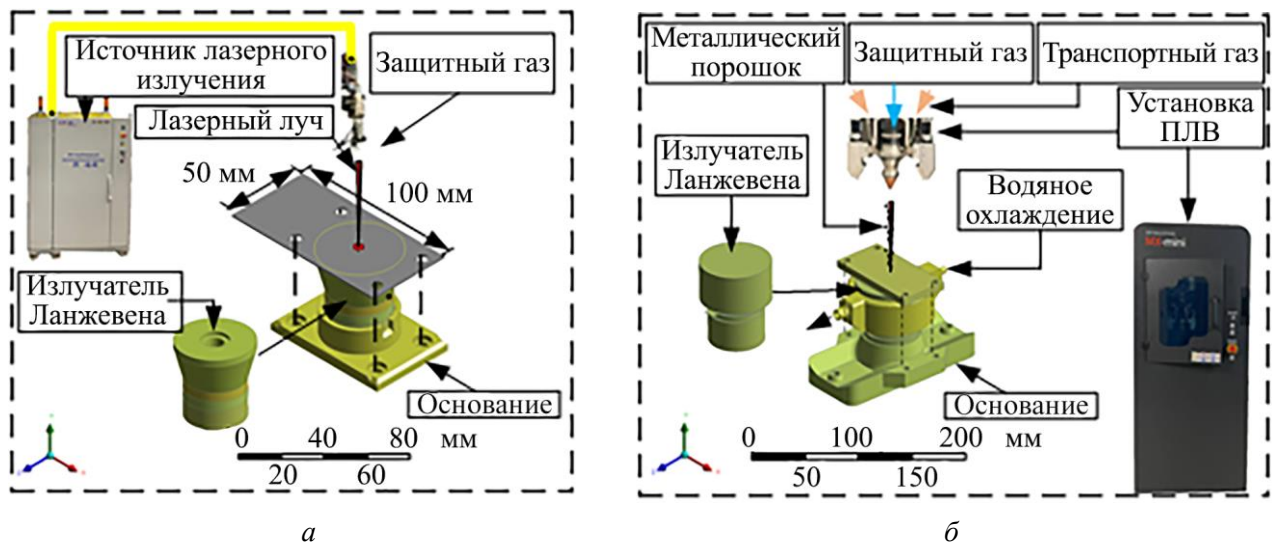 Источник лазерного
излучения
Защитный газ
Лазерный луч
50 мм
100 мм
Излучатель
Ланжевена
Основание
0 40 80 мм
20 60
а
Металлический
порошок
Защитный газ
Транспортный газ
Установка
ПЛВ
Излучатель
Ланжевена
Водяное
охлаждение
Основание
0 100 200 мм
50 150
б